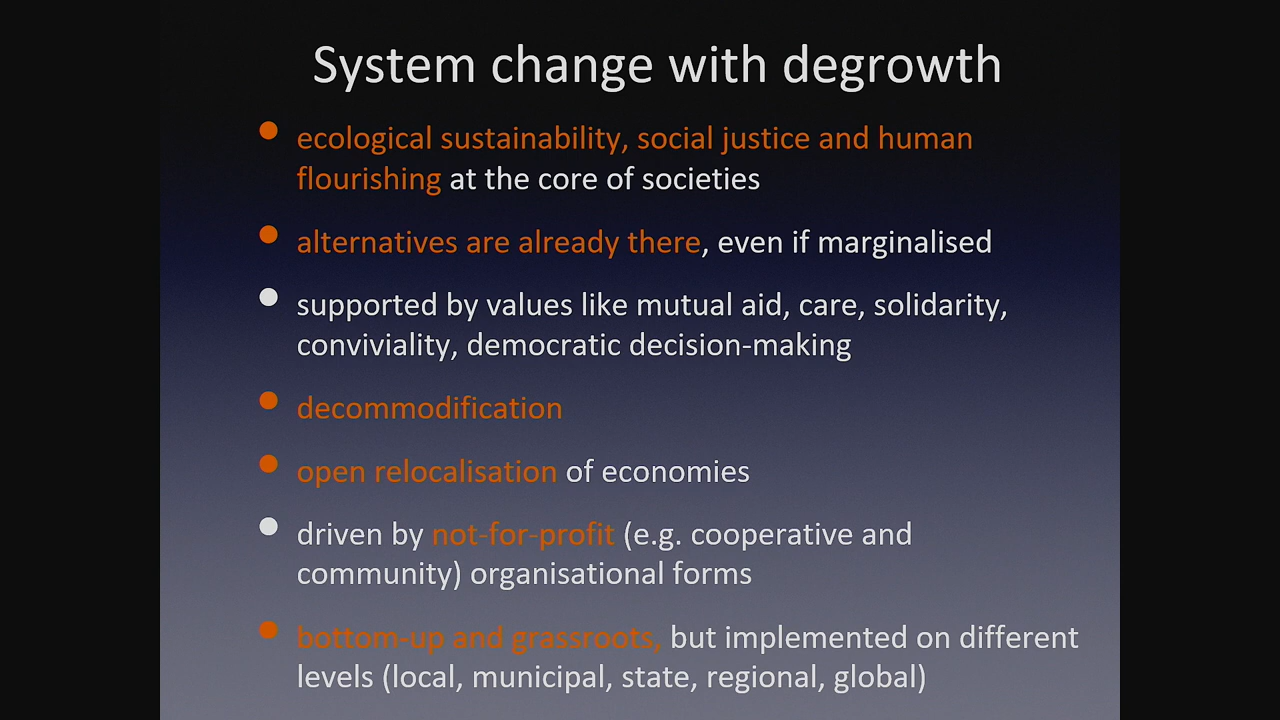 System change with degrowth
ecological sustainability, social justice and human
flourishing at the core of societies
alternatives are already there, even if marginalised
supported by values like mutual aid, care, solidarity,
conviviality, democratic decision-making
decommodification
open relocalisation of economies
driven by not-for-profit (e.g. cooperative and
community) organisational forms
bottom-up and grassroots, but implemented on different
levels (local, municipal, state, regional, global)